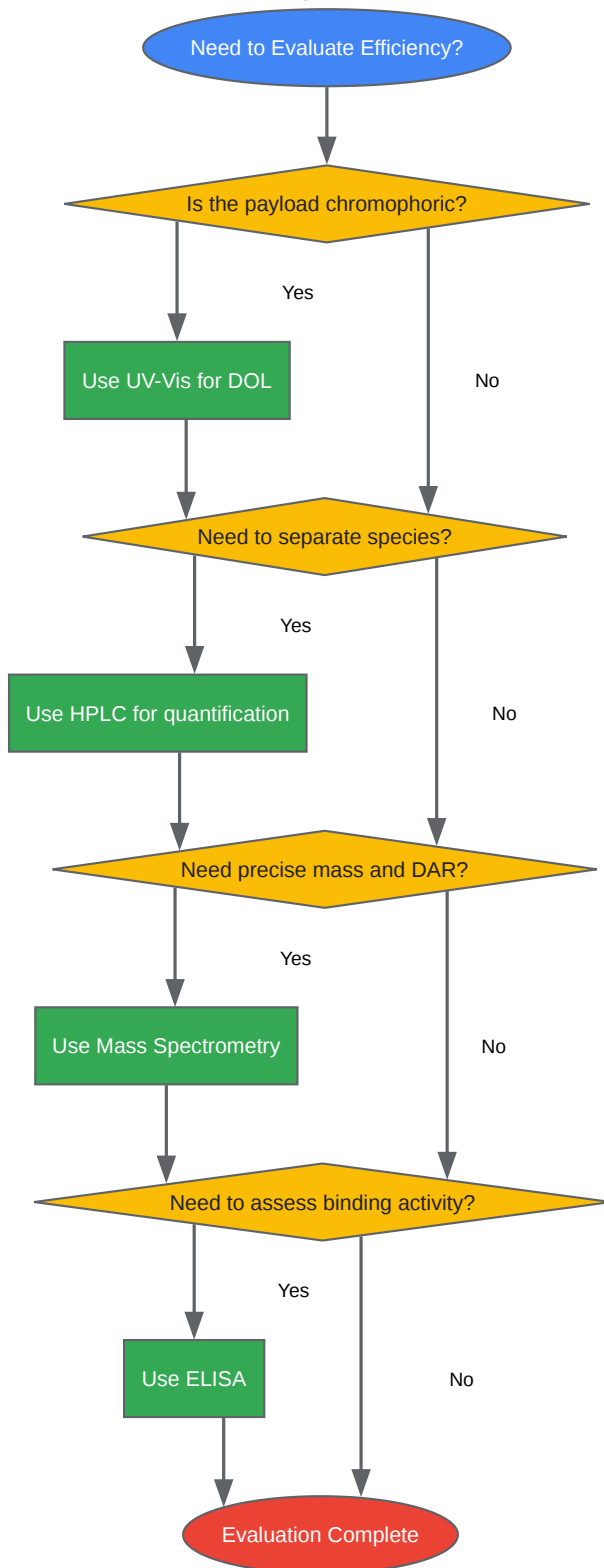 Need to Evaluate Efficiency?
Is the payload chromophoric?
Yes
Use UV-Vis for DOL
No
Need to separate species?
Yes
Use HPLC for quantification
No
Need precise mass and DAR?
Yes
Use Mass Spectrometry
No
Need to assess binding activity?
Yes
Use ELISA
No
Evaluation Complete